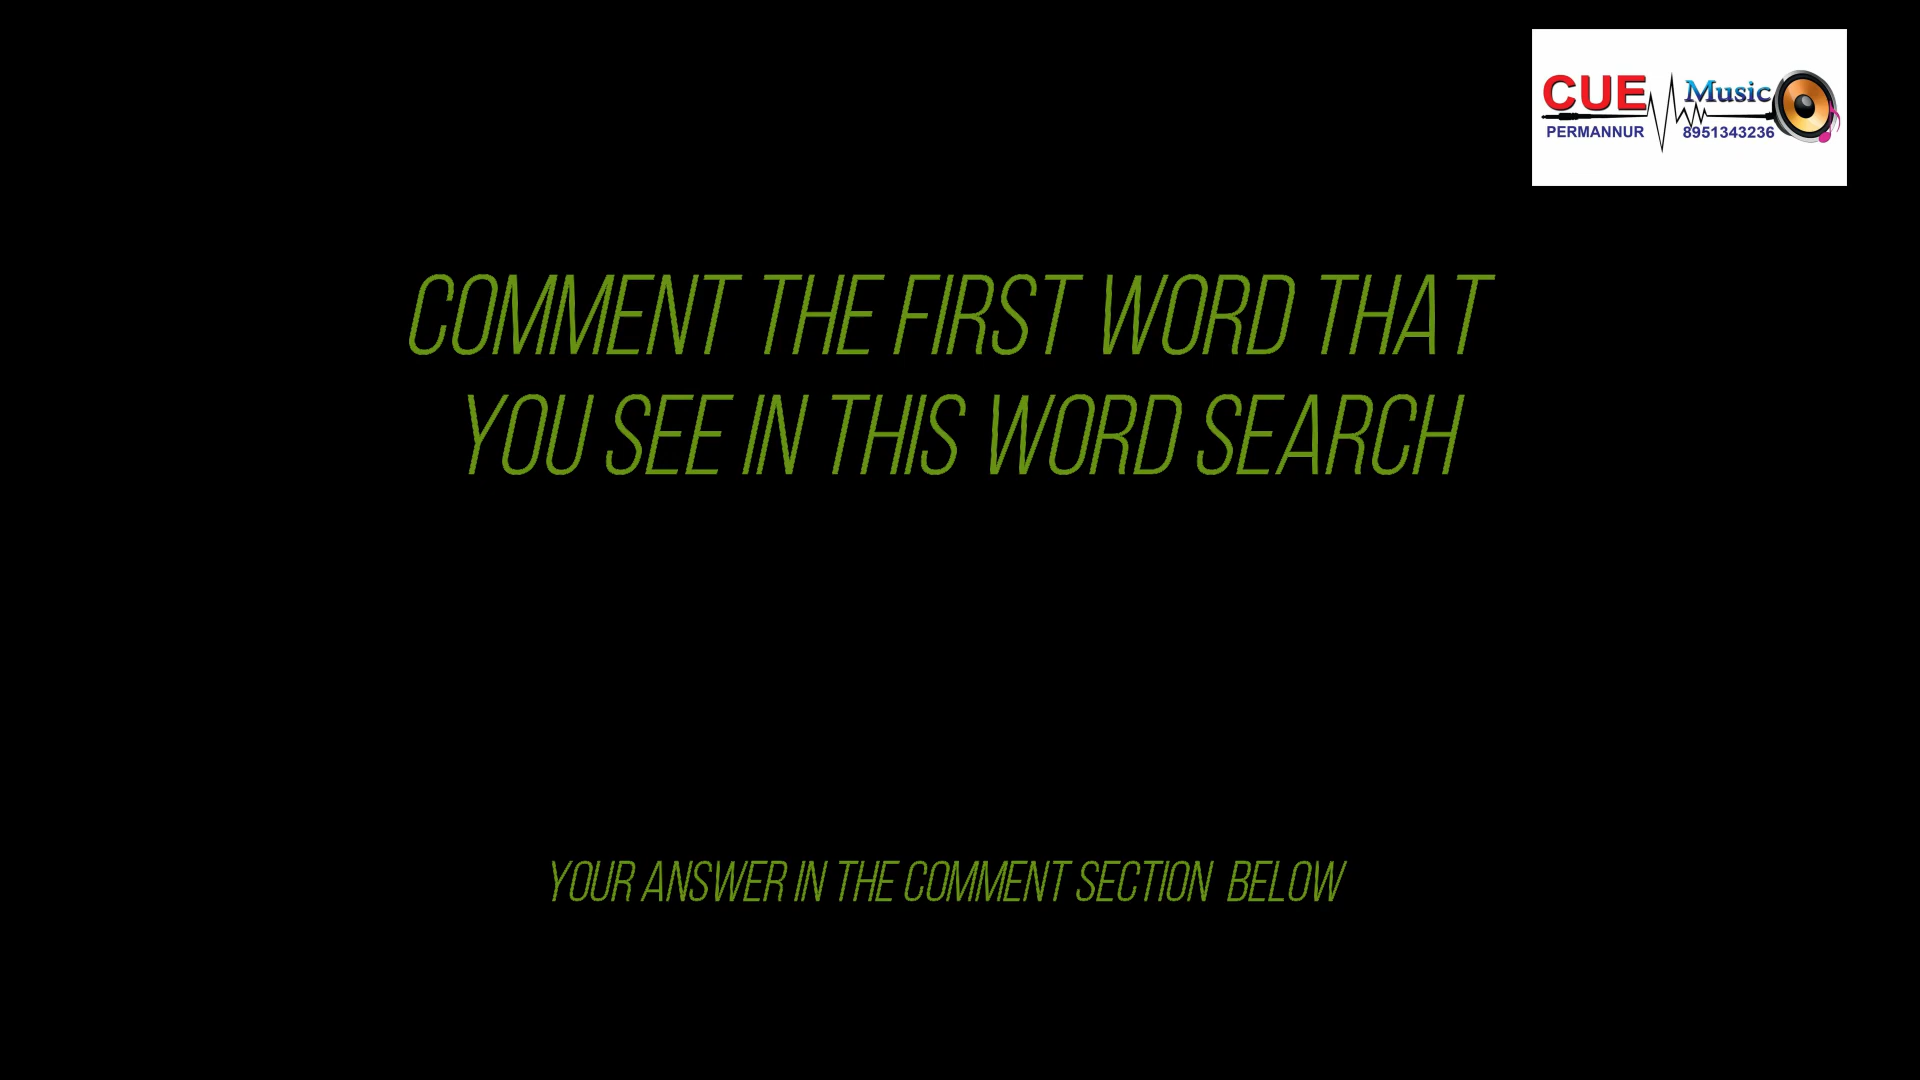 CUE Music
PERMANNUR 8951343236
COMMENT THE FIRST WORD THAT
YOU SEE IN THIS WORD SEARCH
YOUR ANSWER IN THE COMMENT SECTION BELOW